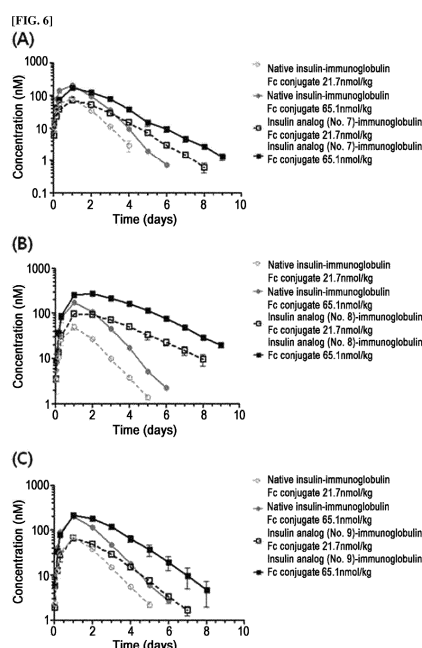 [FIG. 6]
(A)
1000
100
10
1
0.1
0
2
4
6
8
10
Concentration (nM)
Time (days)
Native insulin-immunoglobulin
Fc conjugate 21.7nmol/kg
Native insulin-immunoglobulin
Fc conjugate 65.1nmol/kg
Insulin analog (No. 7)-immunoglobulin
Fc conjugate 21.7nmol/kg
Insulin analog (No. 7)-immunoglobulin
Fc conjugate 65.1nmol/kg
(B)
1000
100
10
1
0
2
4
6
8
10
Concentration (nM)
Time (days)
Native insulin-immunoglobulin
Fc conjugate 21.7nmol/kg
Native insulin-immunoglobulin
Fc conjugate 65.1nmol/kg
Insulin analog (No. 8)-immunoglobulin
Fc conjugate 21.7nmol/kg
Insulin analog (No. 8)-immunoglobulin
Fc conjugate 65.1nmol/kg
(C)
1000
100
10
1
0
2
4
6
8
10
Concentration (nM)
Time (days)
Native insulin-immunoglobulin
Fc conjugate 21.7nmol/kg
Native insulin-immunoglobulin
Fc conjugate 65.1nmol/kg
Insulin analog (No. 9)-immunoglobulin
Fc conjugate 21.7nmol/kg
Insulin analog (No. 9)-immunoglobulin
Fc conjugate 65.1nmol/kg